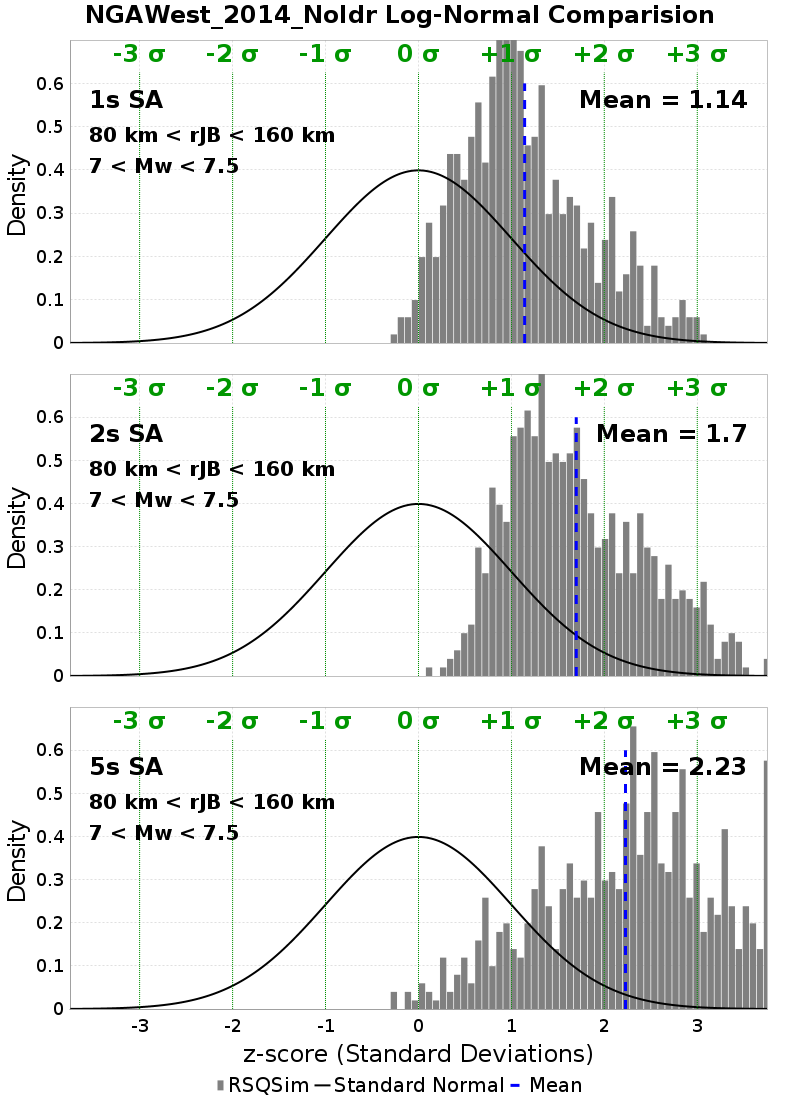 NGAWest_2014_NoIdr Log-Normal Comparision
-3 σ -2 σ -1 σ 0 σ +1 σ +2 σ +3 σ
1s SA Mean = 1.14
80 km < rJB < 160 km
7 < Mw < 7.5
Density
0.6
0.5
0.4
0.3
0.2
0.1
0
-3 σ -2 σ -1 σ 0 σ +1 σ +2 σ +3 σ
2s SA Mean = 1.7
80 km < rJB < 160 km
7 < Mw < 7.5
Density
0.6
0.5
0.4
0.3
0.2
0.1
0
-3 σ -2 σ -1 σ 0 σ +1 σ +2 σ +3 σ
5s SA Mean = 2.23
80 km < rJB < 160 km
7 < Mw < 7.5
Density
0.6
0.5
0.4
0.3
0.2
0.1
0
-3 -2 -1 0 1 2 3
z-score (Standard Deviations)
RSQSim Standard Normal Mean